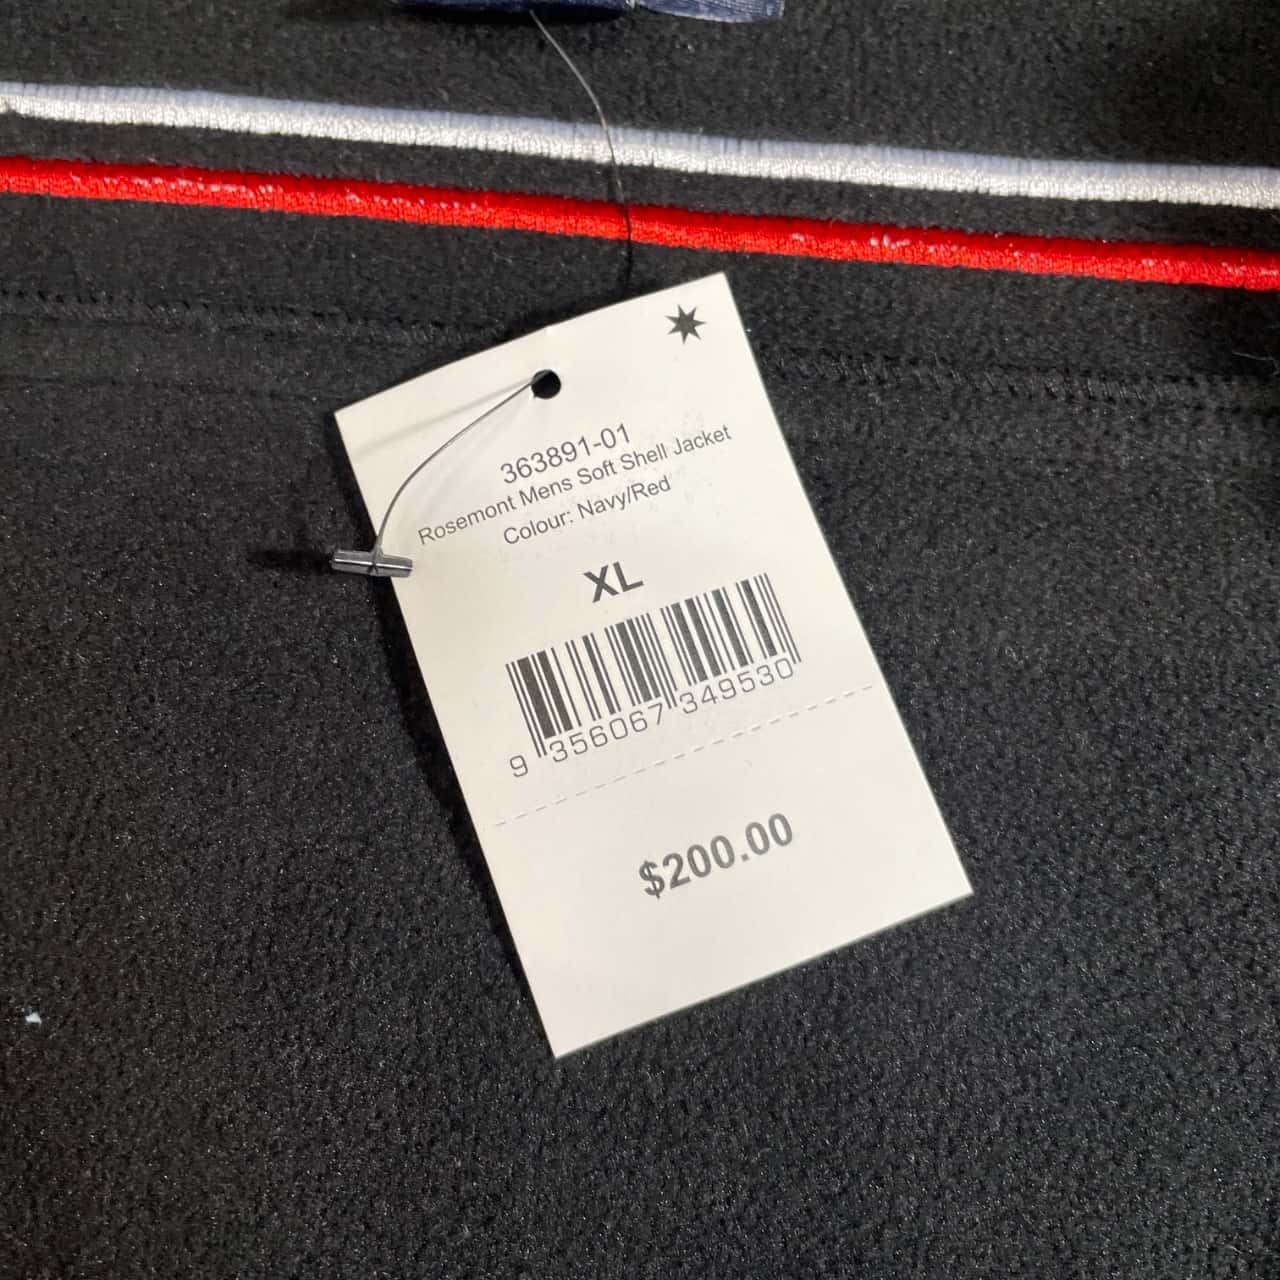 363891-01
Rosemont Mens Soft Shell Jacket
Colour: Navy/Red
XL
9 356067 349530
$200.00